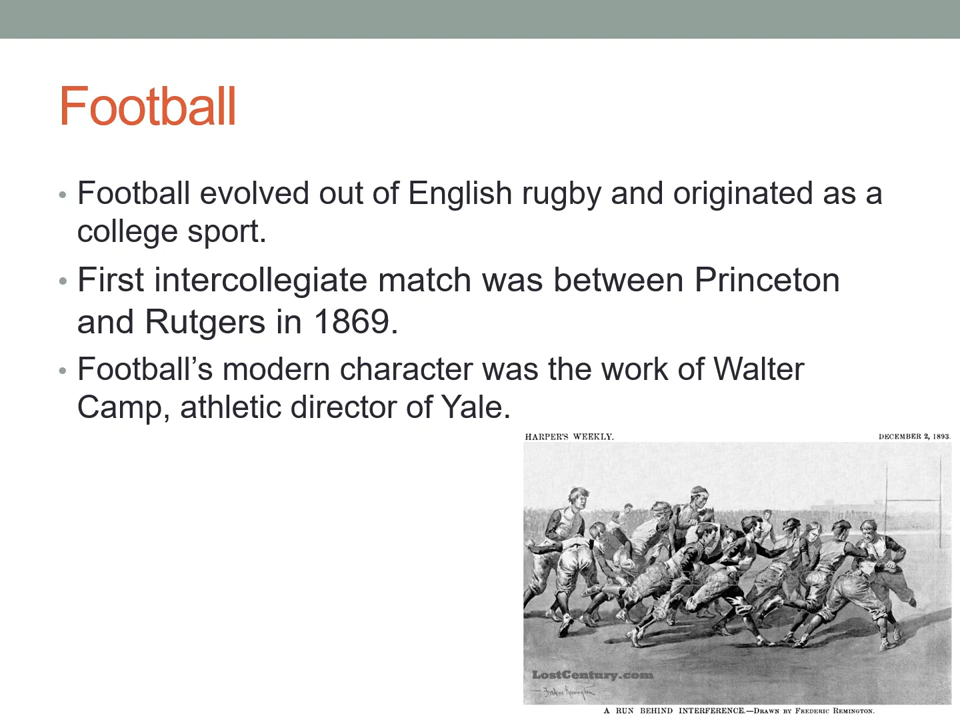 Football
• Football evolved out of English rugby and originated as a
college sport.
• First intercollegiate match was between Princeton
and Rutgers in 1869.
• Football’s modern character was the work of Walter
Camp, athletic director of Yale.
HARPER'S WEEKLY. DECEMBER 2, 1893.
LostCentury.com
Frederic Remington
A RUN BEHIND INTERFERENCE.—Drawn by Frederic Remington.